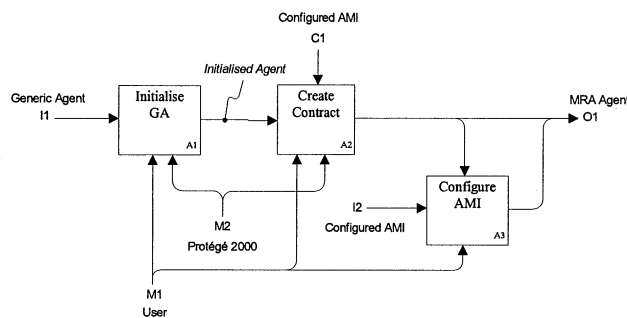 Configured AMI
C1
Initialised Agent
Generic Agent
I1
Initialise
GA
A1
Create
Contract
A2
MRA Agent
O1
Configure
AMI
A3
I2
Configured AMI
M2
Protégé 2000
M1
User